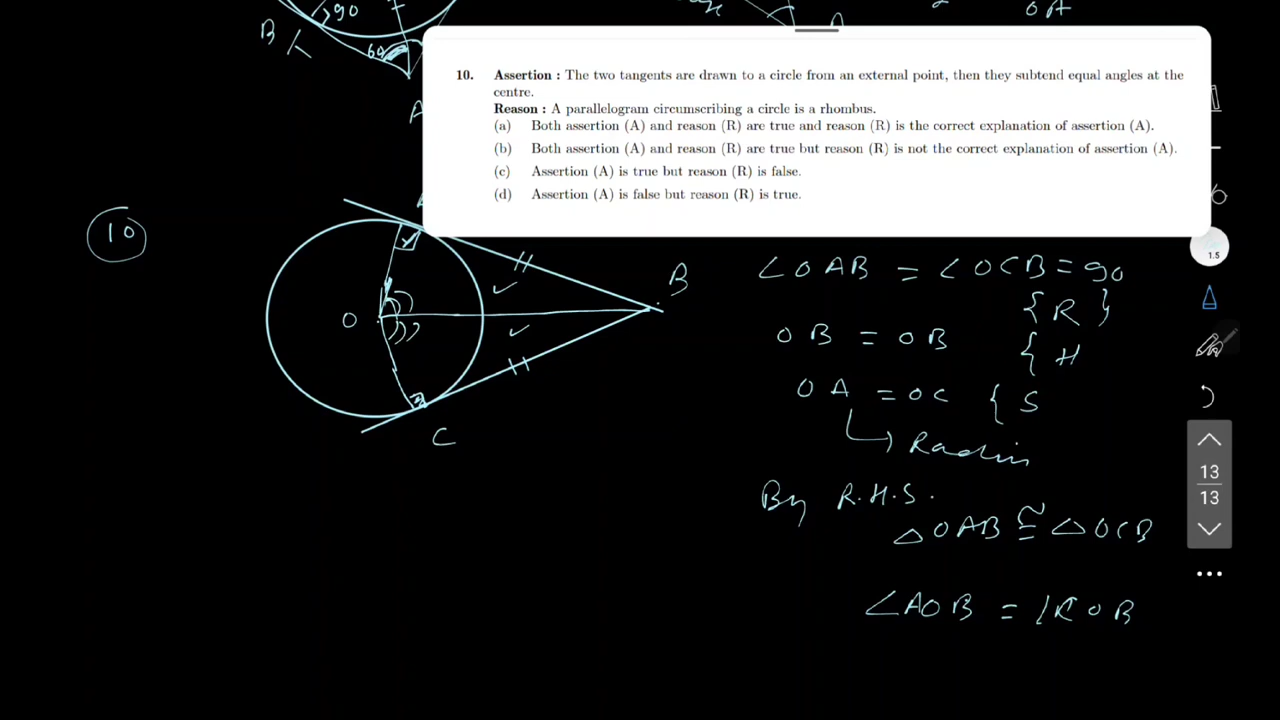 90
B
60
A
10. Assertion : The two tangents are drawn to a circle from an external point, then they subtend equal angles at the
centre.
Reason : A parallelogram circumscribing a circle is a rhombus.
(a) Both assertion (A) and reason (R) are true and reason (R) is the correct explanation of assertion (A).
(b) Both assertion (A) and reason (R) are true but reason (R) is not the correct explanation of assertion (A).
(c) Assertion (A) is true but reason (R) is false.
(d) Assertion (A) is false but reason (R) is true.
10
O
B
C
∠OAB = ∠OCB = 90
{R}
OB = OB {H
OA = OC {S
Radius
By R.H.S.
△OAB ≅ △OCB
∠AOB = ∠COB
1.5
13
13